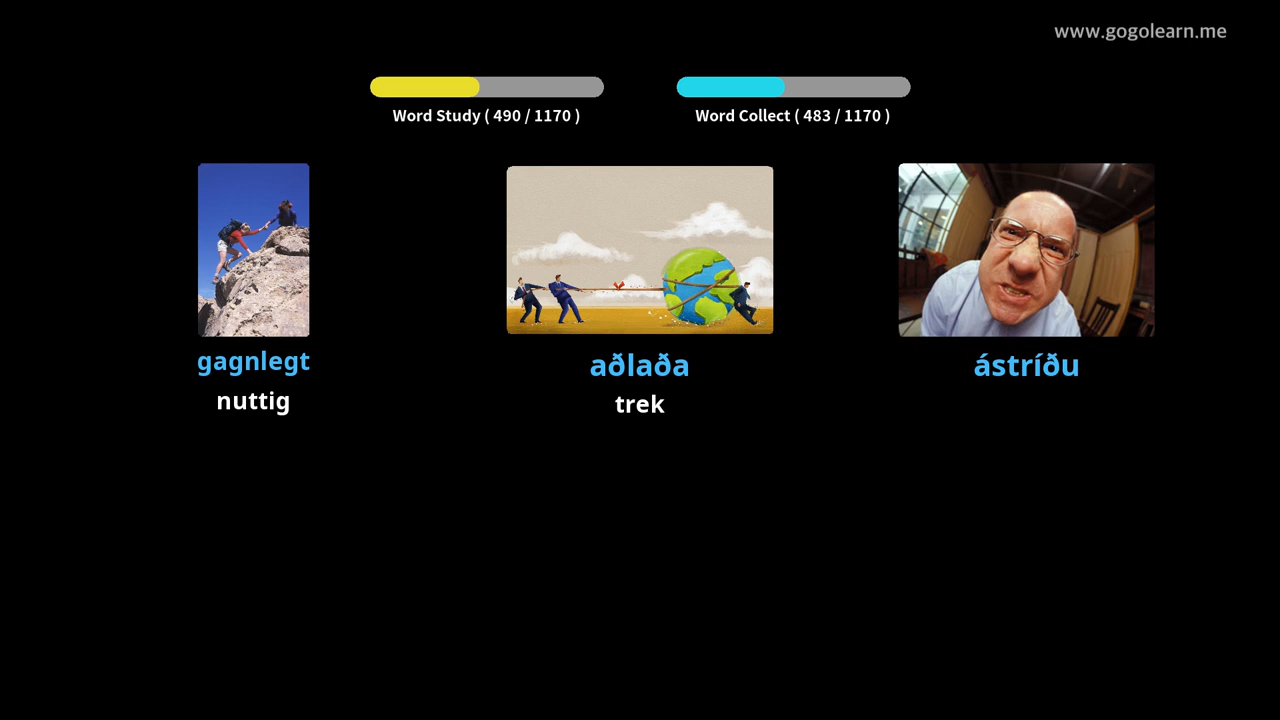 www.gogolearn.me
Word Study ( 490 / 1170 )
Word Collect ( 483 / 1170 )
gagnlegt
nuttig
aðlaða
trek
ástríðu